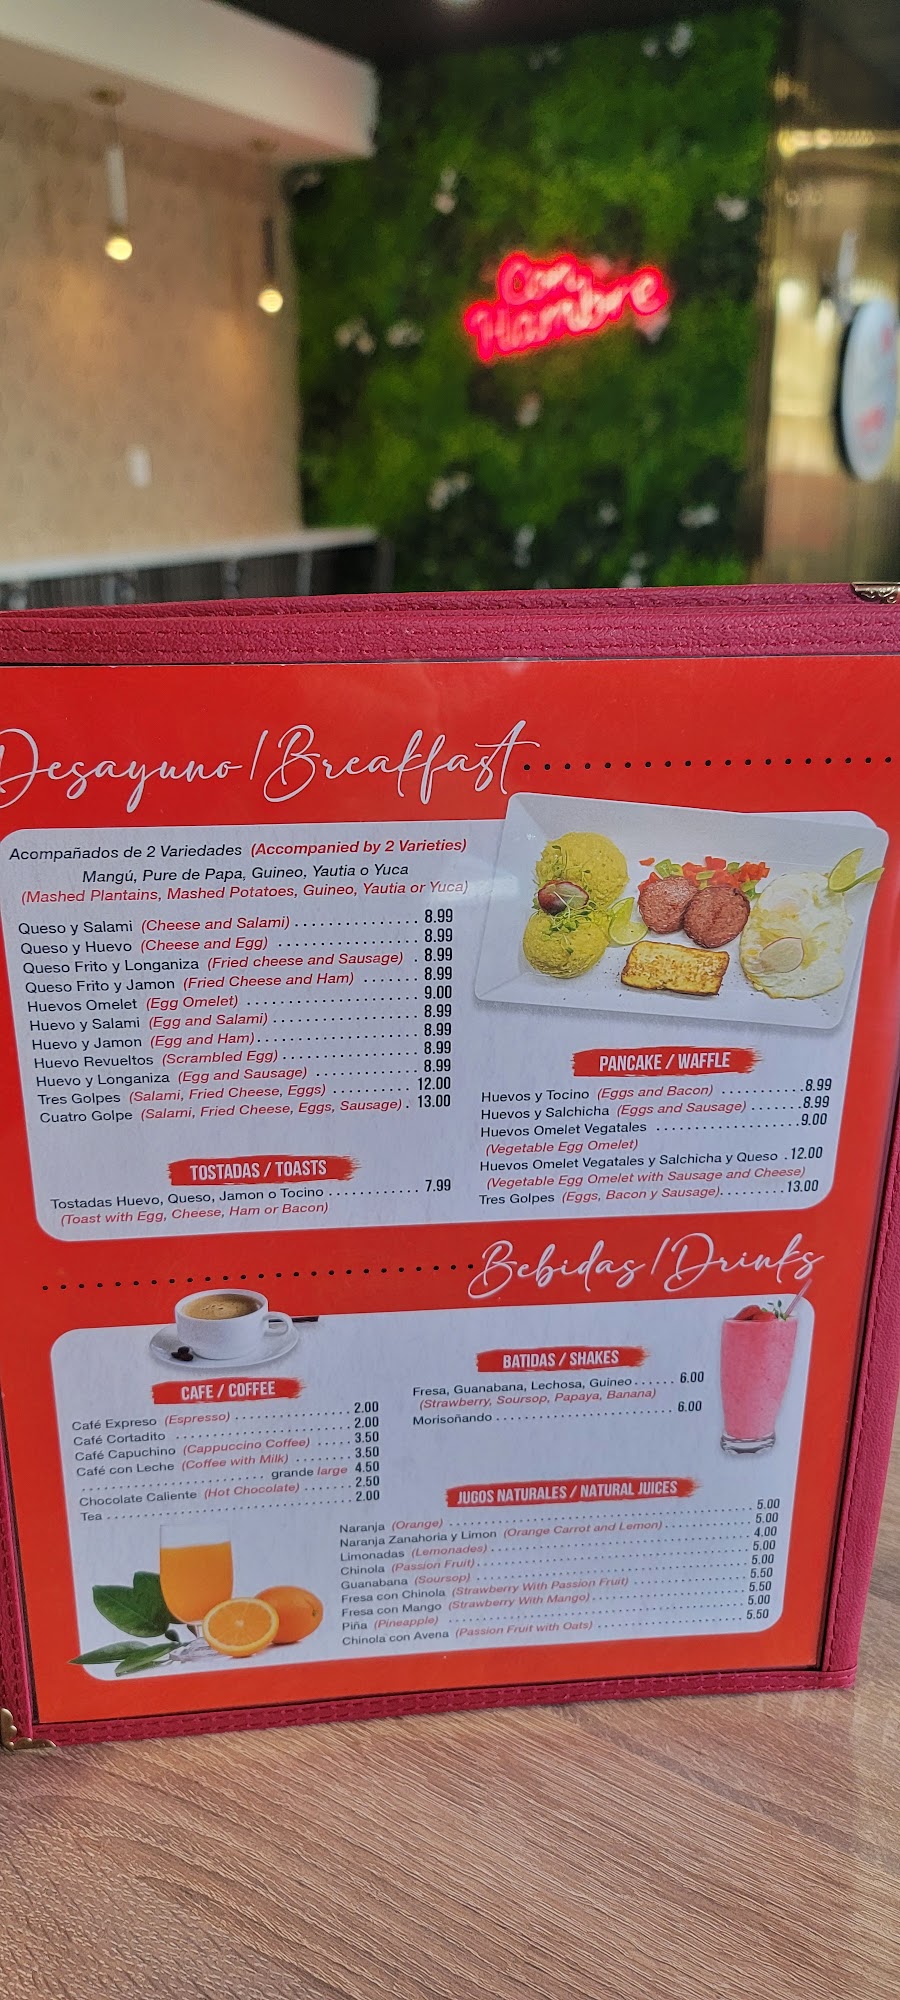 Con
Hambre
Desayuno / Breakfast
Acompañados de 2 Variedades (Accompanied by 2 Varieties)
Mangú, Pure de Papa, Guineo, Yautia o Yuca
(Mashed Plantains, Mashed Potatoes, Guineo, Yautia or Yuca)
Queso y Salami (Cheese and Salami) 8.99
Queso y Huevo (Cheese and Egg) 8.99
Queso Frito y Longaniza (Fried cheese and Sausage) 8.99
Queso Frito y Jamon (Fried Cheese and Ham) 8.99
Huevos Omelet (Egg Omelet) 9.00
Huevo y Salami (Egg and Salami) 8.99
Huevo y Jamon (Egg and Ham) 8.99
Huevo Revueltos (Scrambled Egg) 8.99
Huevo y Longaniza (Egg and Sausage) 8.99
Tres Golpes (Salami, Fried Cheese, Eggs) 12.00
Cuatro Golpe (Salami, Fried Cheese, Eggs, Sausage) 13.00
TOSTADAS / TOASTS
Tostadas Huevo, Queso, Jamon o Tocino 7.99
(Toast with Egg, Cheese, Ham or Bacon)
PANCAKE / WAFFLE
Huevos y Tocino (Eggs and Bacon) 8.99
Huevos y Salchicha (Eggs and Sausage) 8.99
Huevos Omelet Vegatales 9.00
(Vegetable Egg Omelet)
Huevos Omelet Vegatales y Salchicha y Queso 12.00
(Vegetable Egg Omelet with Sausage and Cheese)
Tres Golpes (Eggs, Bacon y Sausage) 13.00
Bebidas / Drinks
CAFE / COFFEE
Café Expreso (Espresso) 2.00
Café Cortadito 2.00
Café Capuchino (Cappuccino Coffee) 3.50
Café con Leche (Coffee with Milk) 3.50
grande large 4.50
Chocolate Caliente (Hot Chocolate) 2.50
Tea 2.00
BATIDAS / SHAKES
Fresa, Guanabana, Lechosa, Guineo 6.00
(Strawberry, Soursop, Papaya, Banana)
Morisoñando 6.00
JUGOS NATURALES / NATURAL JUICES
Naranja (Orange) 5.00
Naranja Zanahoria y Limon (Orange Carrot and Lemon) 5.00
Limonadas (Lemonades) 4.00
Chinola (Passion Fruit) 5.00
Guanabana (Soursop) 5.00
Fresa con Chinola (Strawberry With Passion Fruit) 5.50
Fresa con Mango (Strawberry With Mango) 5.50
Piña (Pineapple) 5.00
Chinola con Avena (Passion Fruit with Oats) 5.50